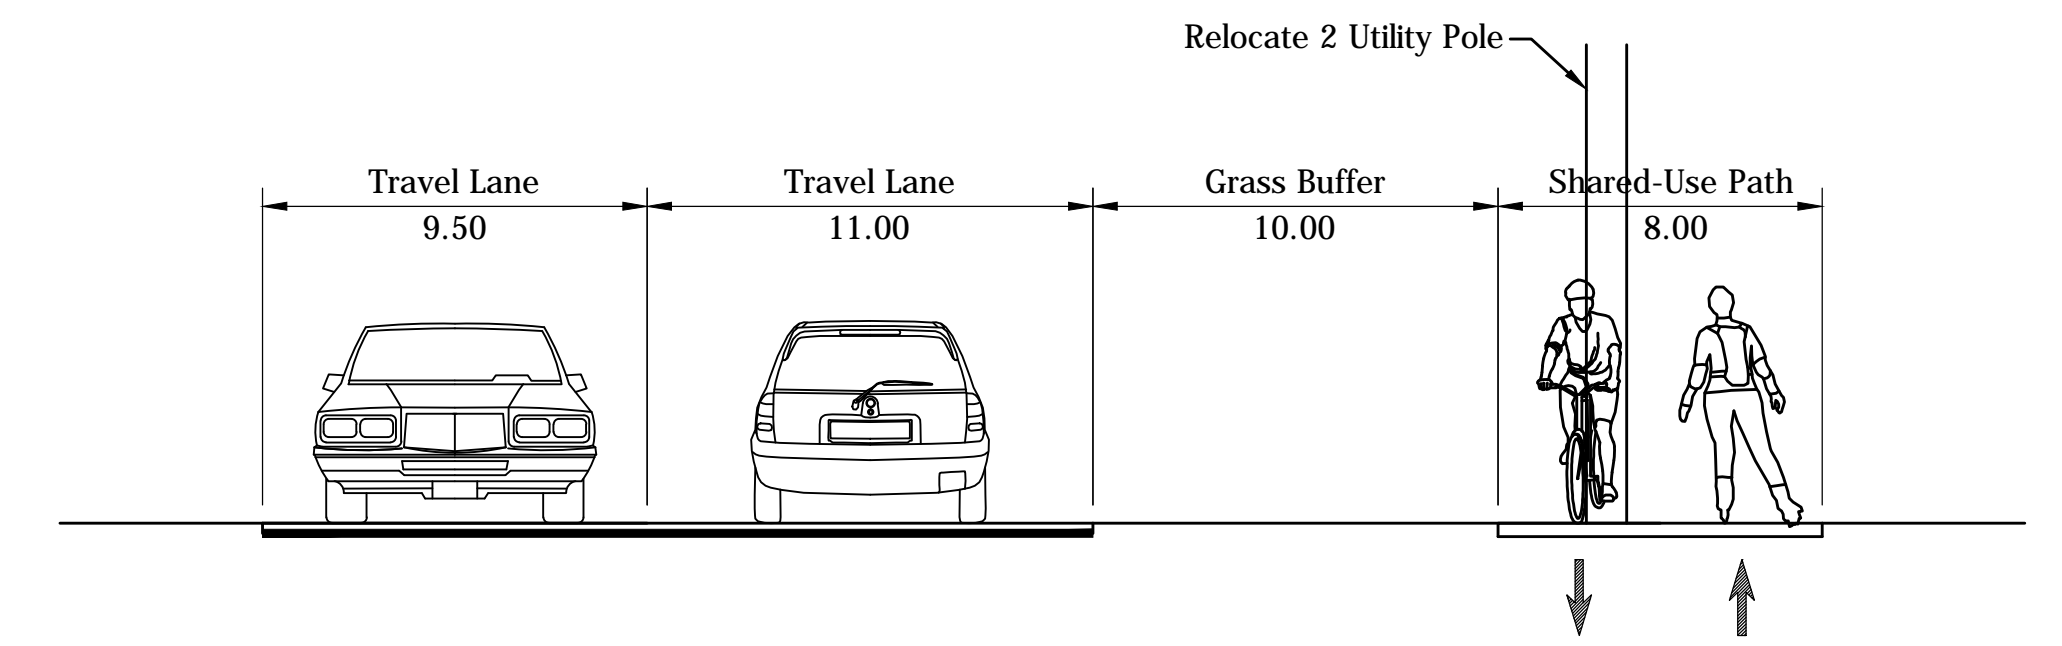 Relocate 2 Utility Pole
Travel Lane
9.50
Travel Lane
11.00
Grass Buffer
10.00
Shared-Use Path
8.00